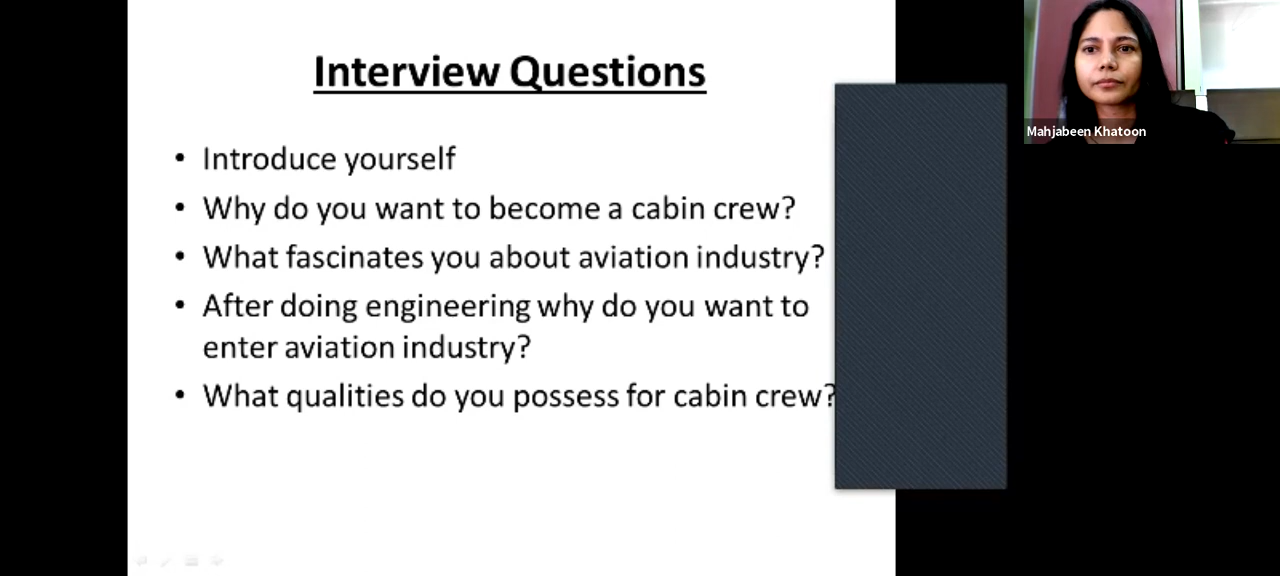 Interview Questions
• Introduce yourself
• Why do you want to become a cabin crew?
• What fascinates you about aviation industry?
• After doing engineering why do you want to
enter aviation industry?
• What qualities do you possess for cabin crew?
Mahjabeen Khatoon